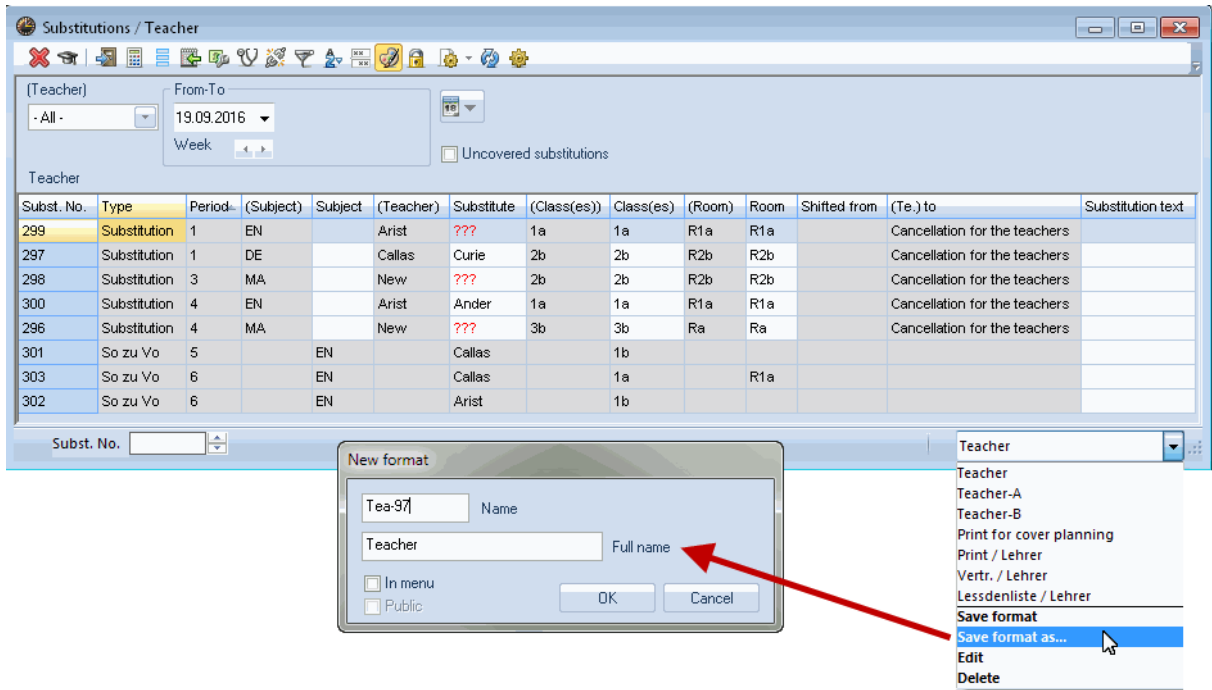 Substitutions / Teacher
(Teacher) From-To
- All - 19.09.2016
Week
Uncovered substitutions
Teacher
Subst. No. Type Period (Subject) Subject (Teacher) Substitute (Class(es)) Class(es) (Room) Room Shifted from (Te.) to Substitution text
299 Substitution 1 EN Arist ??? 1a 1a R1a R1a Cancellation for the teachers
297 Substitution 1 DE Callas Curie 2b 2b R2b R2b Cancellation for the teachers
298 Substitution 3 MA New ??? 2b 2b R2b R2b Cancellation for the teachers
300 Substitution 4 EN Arist Ander 1a 1a R1a R1a Cancellation for the teachers
296 Substitution 4 MA New ??? 3b 3b Ra Ra Cancellation for the teachers
301 So zu Vo 5 EN Callas 1b
303 So zu Vo 6 EN Callas 1a R1a
302 So zu Vo 6 EN Arist 1b
Subst. No.
Teacher
New format
Tea-97 Name
Teacher Full name
In menu
Public
OK Cancel
Teacher
Teacher-A
Teacher-B
Print for cover planning
Print / Lehrer
Vertr. / Lehrer
Lessdenliste / Lehrer
Save format
Save format as...
Edit
Delete